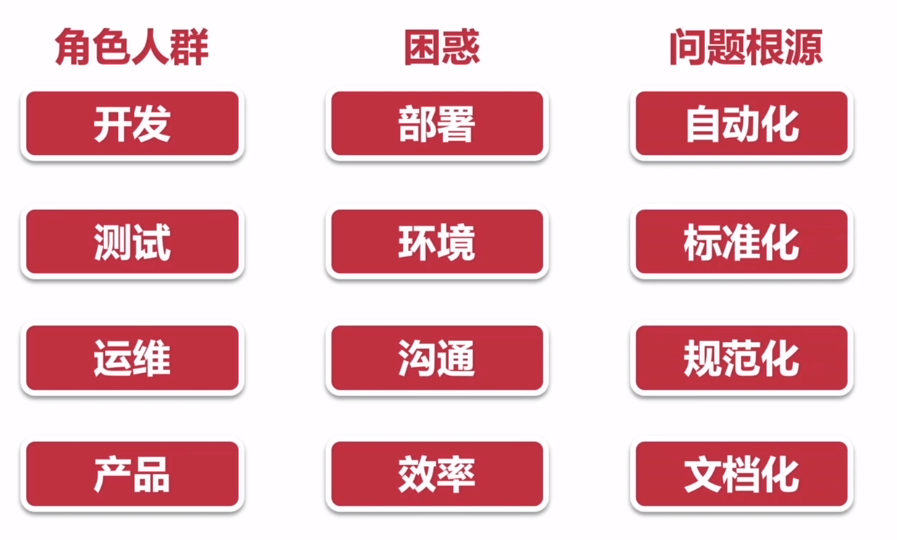 角色人群
困惑
问题根源
开发
部署
自动化
测试
环境
标准化
运维
沟通
规范化
产品
效率
文档化